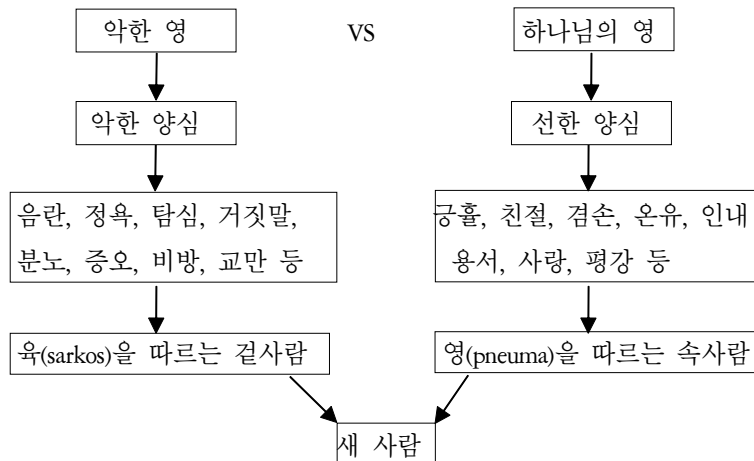 악한 영 VS 하나님의 영
악한 양심 선한 양심
음란, 정욕, 탐심, 거짓말, 긍휼, 친절, 겸손, 온유, 인내
분노, 증오, 비방, 교만 등 용서, 사랑, 평강 등
육(sarkos)을 따르는 겉사람 영(pneuma)을 따르는 속사람
새 사람